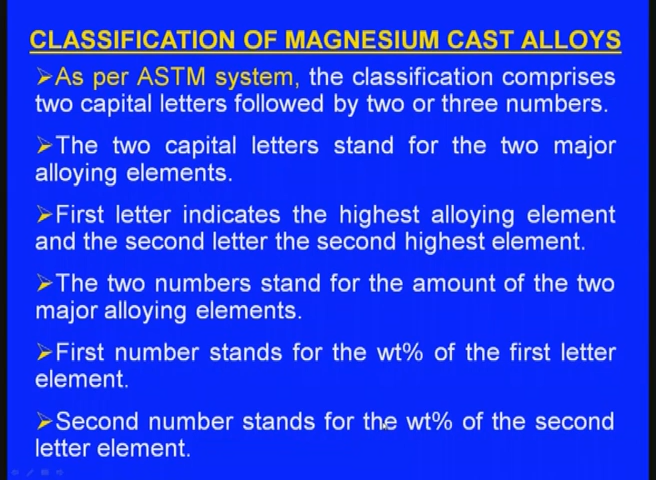 CLASSIFICATION OF MAGNESIUM CAST ALLOYS
➢As per ASTM system, the classification comprises
two capital letters followed by two or three numbers.
➢The two capital letters stand for the two major
alloying elements.
➢First letter indicates the highest alloying element
and the second letter the second highest element.
➢The two numbers stand for the amount of the two
major alloying elements.
➢First number stands for the wt% of the first letter
element.
➢Second number stands for the wt% of the second
letter element.